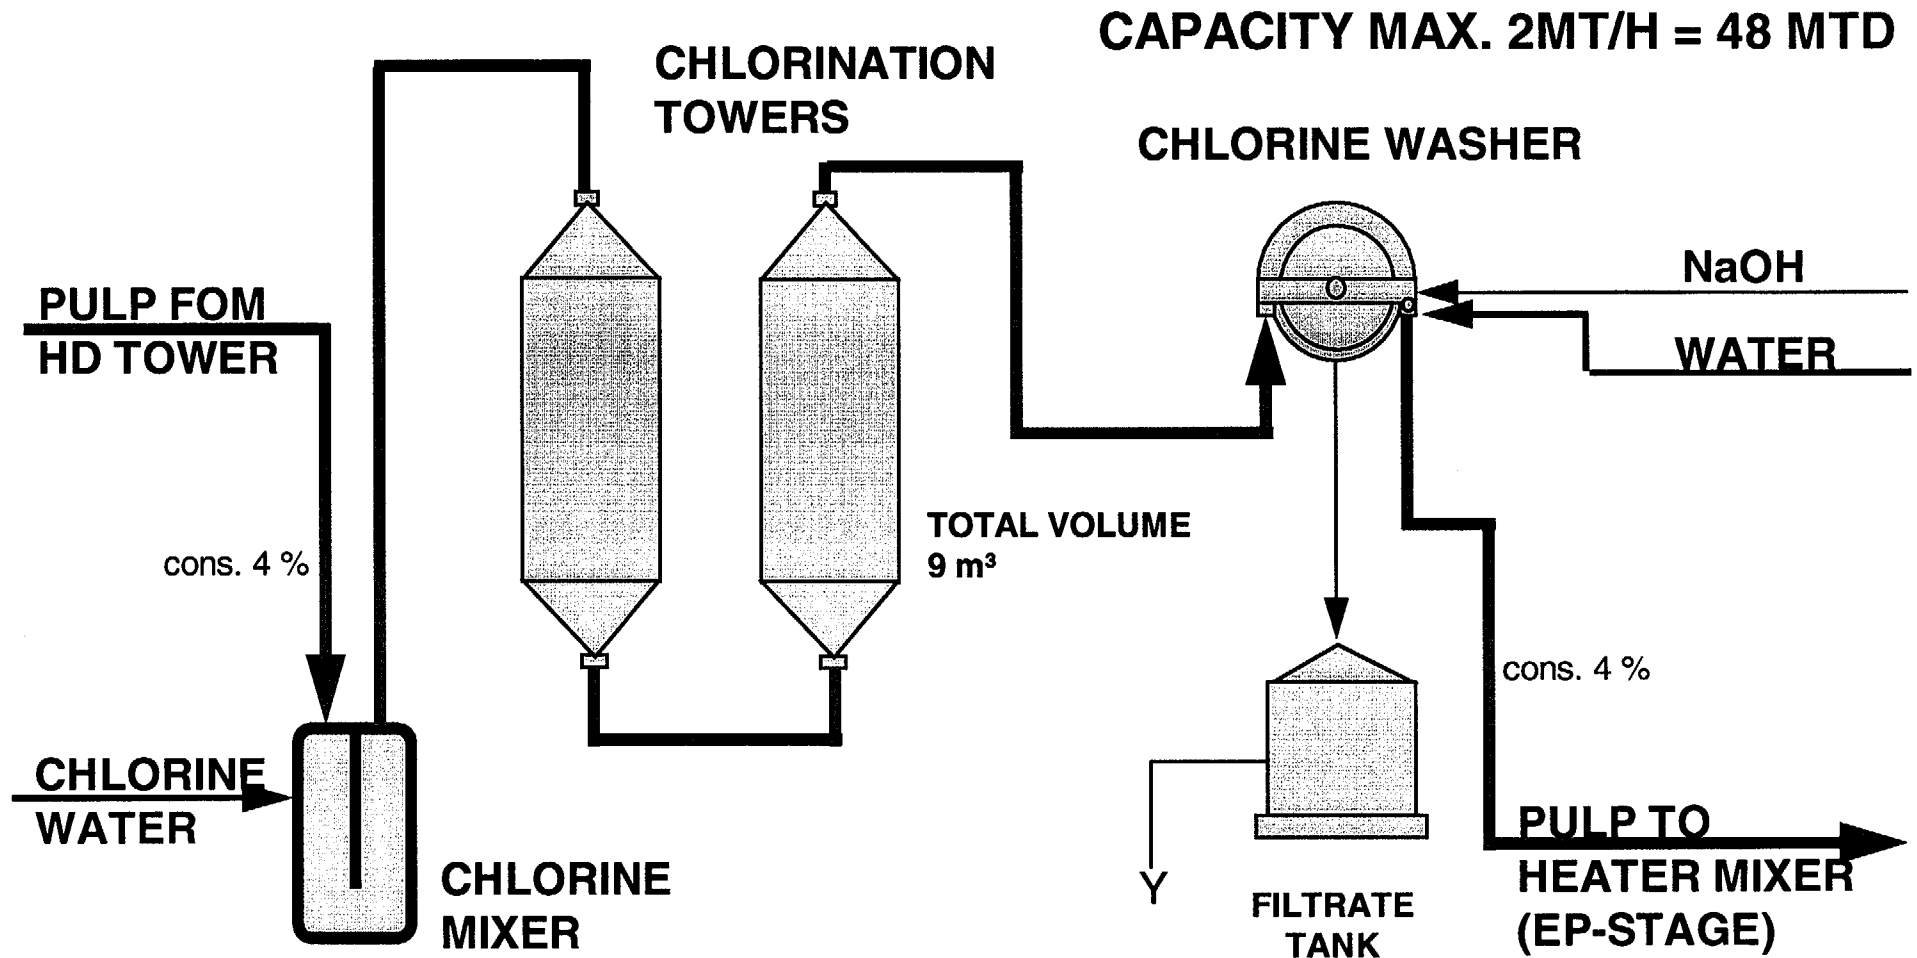 CAPACITY MAX. 2MT/H = 48 MTD
CHLORINATION
TOWERS
CHLORINE WASHER
NaOH
WATER
PULP FOM
HD TOWER
cons. 4 %
TOTAL VOLUME
9 m³
cons. 4 %
CHLORINE
WATER
CHLORINE
MIXER
Y
FILTRATE
TANK
PULP TO
HEATER MIXER
(EP-STAGE)